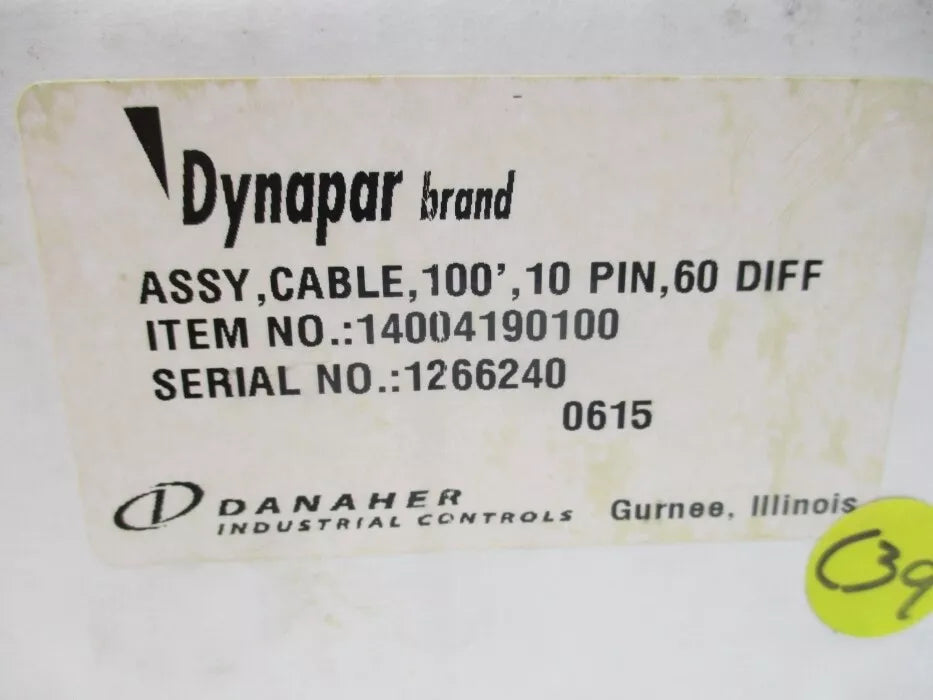 Dynapar brand
ASSY,CABLE,100',10 PIN,60 DIFF
ITEM NO.:14004190100
SERIAL NO.:1266240
0615
DANAHER
INDUSTRIAL CONTROLS
Gurnee, Illinois
C39